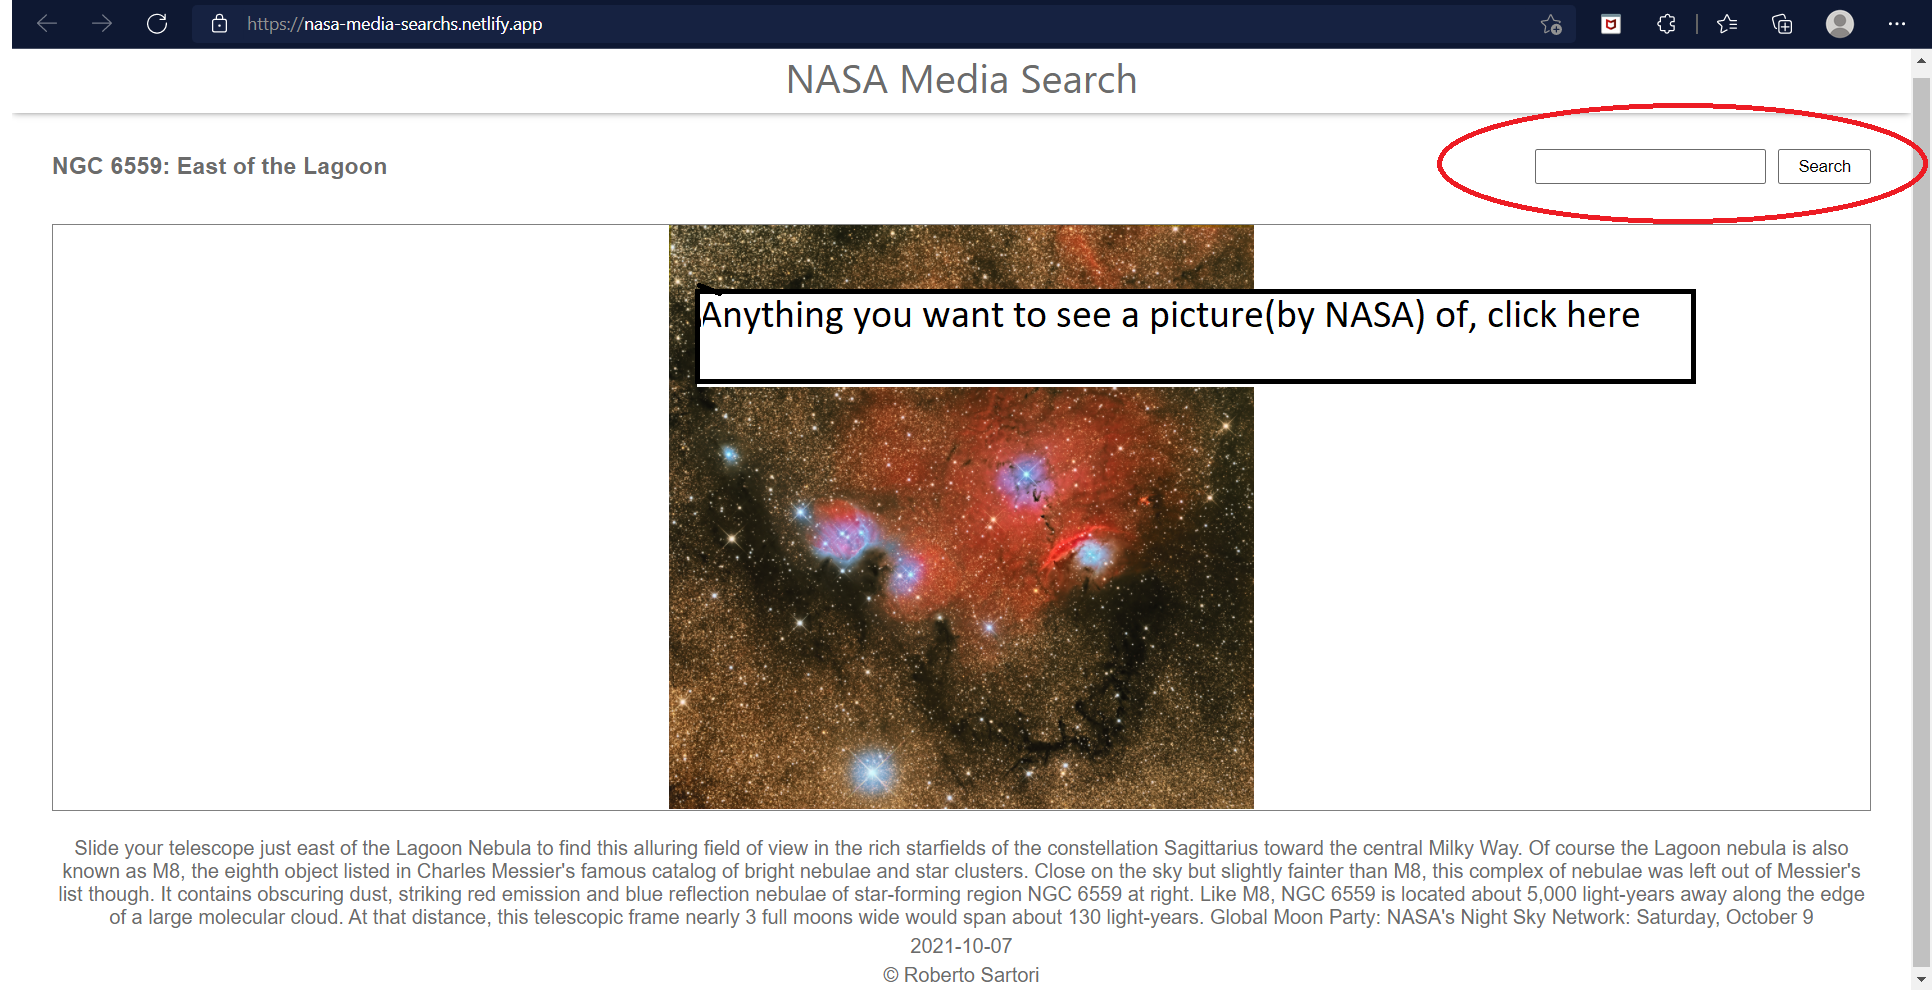 https://nasa-media-searchs.netlify.app
NASA Media Search
NGC 6559: East of the Lagoon
Search
Anything you want to see a picture(by NASA) of, click here
Slide your telescope just east of the Lagoon Nebula to find this alluring field of view in the rich starfields of the constellation Sagittarius toward the central Milky Way. Of course the Lagoon nebula is also
known as M8, the eighth object listed in Charles Messier's famous catalog of bright nebulae and star clusters. Close on the sky but slightly fainter than M8, this complex of nebulae was left out of Messier's
list though. It contains obscuring dust, striking red emission and blue reflection nebulae of star-forming region NGC 6559 at right. Like M8, NGC 6559 is located about 5,000 light-years away along the edge
of a large molecular cloud. At that distance, this telescopic frame nearly 3 full moons wide would span about 130 light-years. Global Moon Party: NASA's Night Sky Network: Saturday, October 9
2021-10-07
© Roberto Sartori